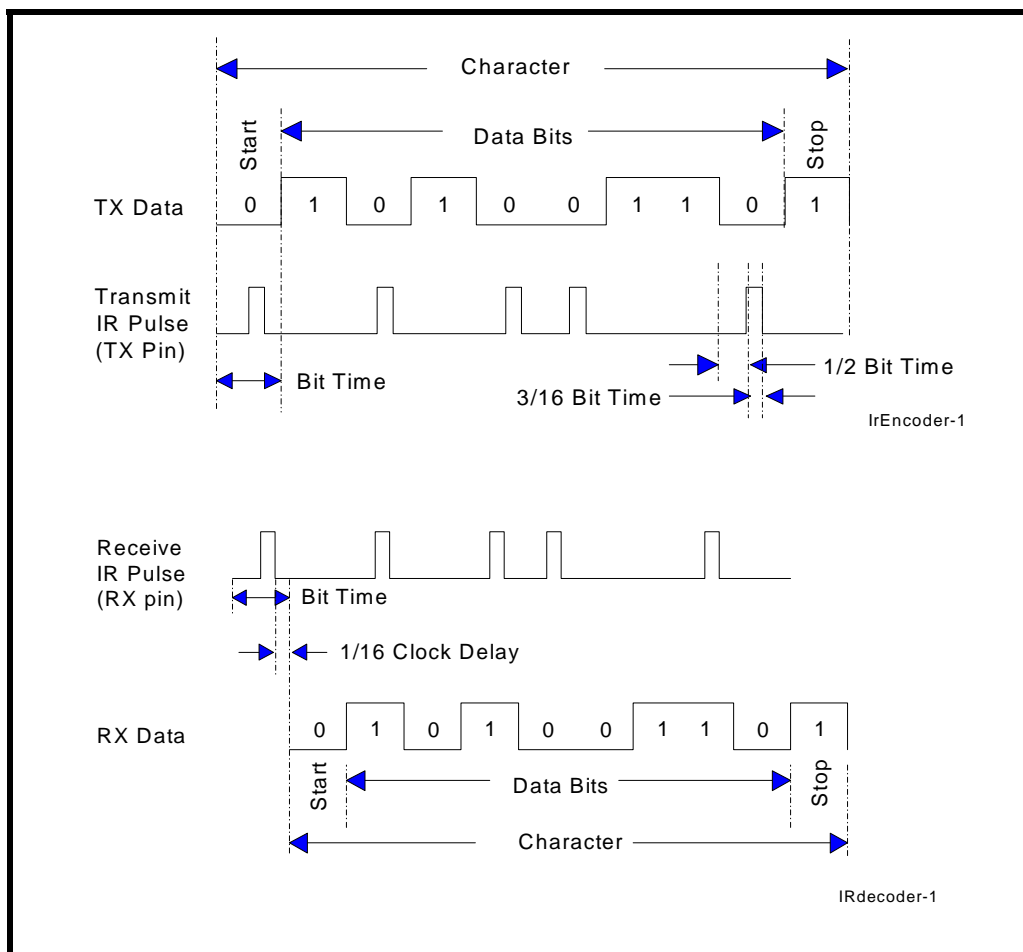 Character
Start
Data Bits
Stop
TX Data
0 1 0 1 0 0 1 1 0 1
Transmit
IR Pulse
(TX Pin)
Bit Time
1/2 Bit Time
3/16 Bit Time
IrEncoder-1
Receive
IR Pulse
(RX pin)
Bit Time
1/16 Clock Delay
RX Data
0 1 0 1 0 0 1 1 0 1
Start
Data Bits
Stop
Character
IRdecoder-1